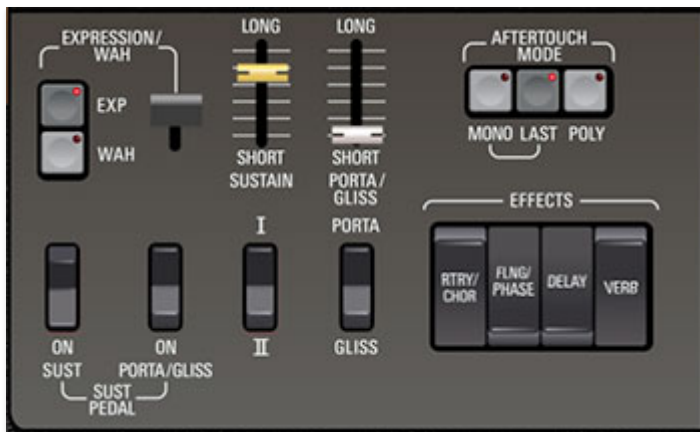 EXPRESSION/
WAH
EXP
WAH
LONG
SHORT
SUSTAIN
LONG
SHORT
PORTA/
GLISS
AFTERTOUCH
MODE
MONO LAST POLY
ON
SUST
ON
PORTA/GLISS
SUST
PEDAL
I
II
PORTA
GLISS
EFFECTS
RTRY/
CHOR
FLNG/
PHASE
DELAY
VERB